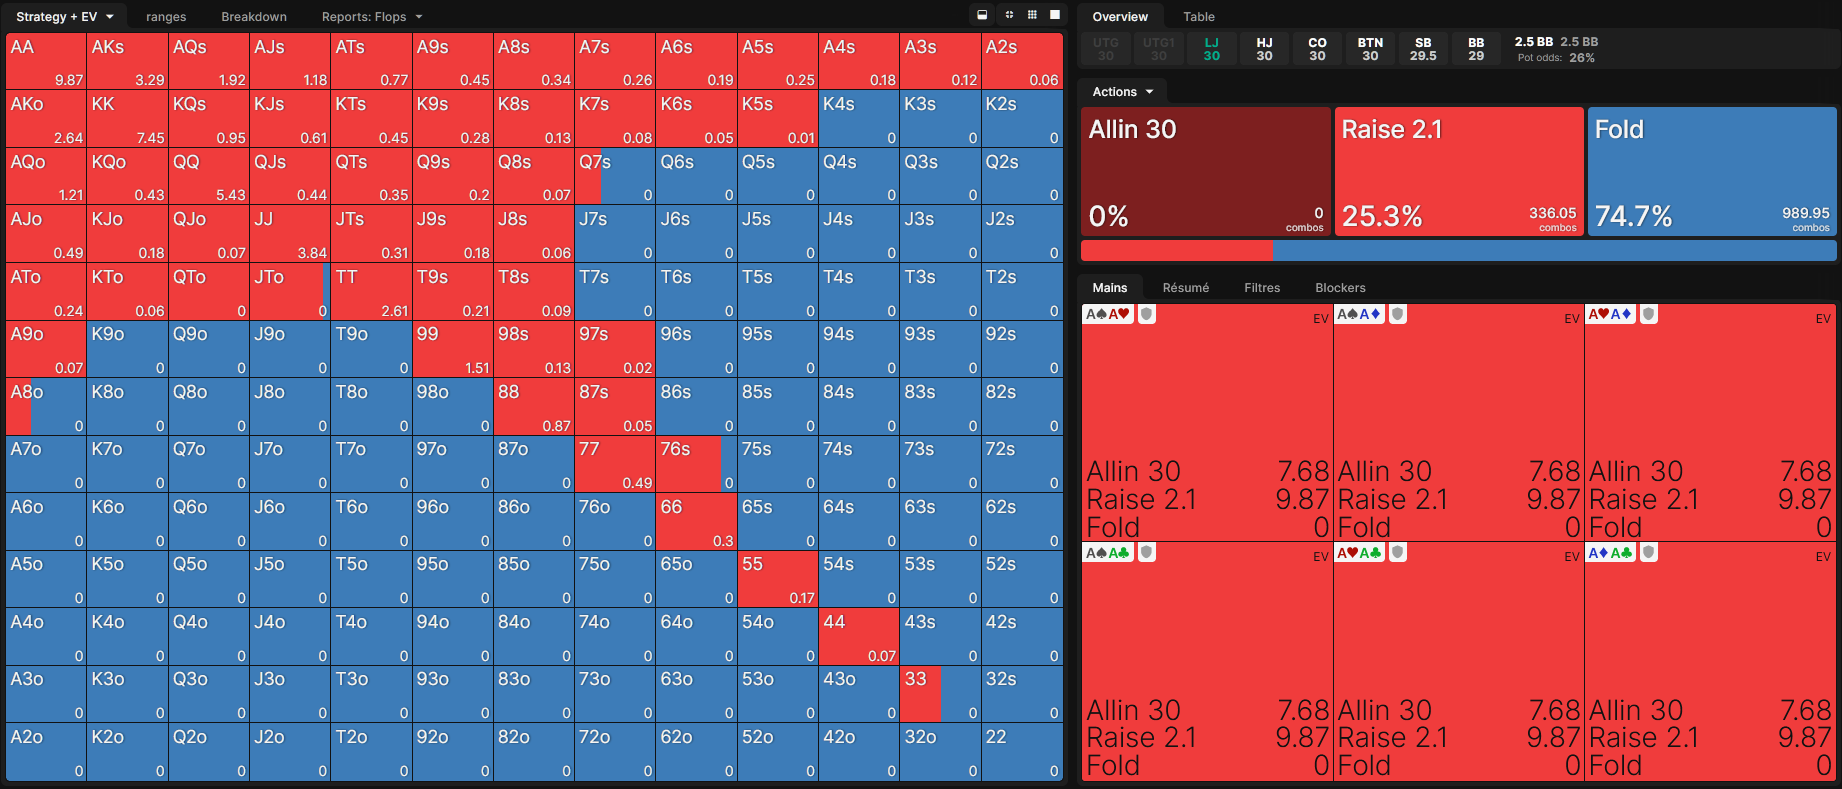 Strategy + EV ranges Breakdown Reports: Flops
AA AKs AQs AJs ATs A9s A8s A7s A6s A5s A4s A3s A2s
9.87 3.29 1.92 1.18 0.77 0.45 0.34 0.26 0.19 0.25 0.18 0.12 0.06
AKo KK KQs KJs KTs K9s K8s K7s K6s K5s K4s K3s K2s
2.64 7.45 0.95 0.61 0.45 0.28 0.13 0.08 0.05 0.01 0 0 0
AQo KQo QQ QJs QTs Q9s Q8s Q7s Q6s Q5s Q4s Q3s Q2s
1.21 0.43 5.43 0.44 0.35 0.2 0.07 0 0 0 0 0 0
AJo KJo QJo JJ JTs J9s J8s J7s J6s J5s J4s J3s J2s
0.49 0.18 0.07 3.84 0.31 0.18 0.06 0 0 0 0 0 0
ATo KTo QTo JTo TT T9s T8s T7s T6s T5s T4s T3s T2s
0.24 0.06 0 0 2.61 0.21 0.09 0 0 0 0 0 0
A9o K9o Q9o J9o T9o 99 98s 97s 96s 95s 94s 93s 92s
0.07 0 0 0 0 1.51 0.13 0.02 0 0 0 0 0
A8o K8o Q8o J8o T8o 98o 88 87s 86s 85s 84s 83s 82s
0 0 0 0 0 0 0.87 0.05 0 0 0 0 0
A7o K7o Q7o J7o T7o 97o 87o 77 76s 75s 74s 73s 72s
0 0 0 0 0 0 0 0.49 0 0 0 0 0
A6o K6o Q6o J6o T6o 96o 86o 76o 66 65s 64s 63s 62s
0 0 0 0 0 0 0 0 0.3 0 0 0 0
A5o K5o Q5o J5o T5o 95o 85o 75o 65o 55 54s 53s 52s
0 0 0 0 0 0 0 0 0 0.17 0 0 0
A4o K4o Q4o J4o T4o 94o 84o 74o 64o 54o 44 43s 42s
0 0 0 0 0 0 0 0 0 0 0.07 0 0
A3o K3o Q3o J3o T3o 93o 83o 73o 63o 53o 43o 33 32s
0 0 0 0 0 0 0 0 0 0 0 0
A2o K2o Q2o J2o T2o 92o 82o 72o 62o 52o 42o 32o 22
0 0 0 0 0 0 0 0 0 0 0 0 0
Overview Table
UTG UTG1 LJ HJ CO BTN SB BB 2.5 BB 2.5 BB
30 30 30 30 30 30 29.5 29 Pot odds: 26%
Actions
Allin 30 Raise 2.1 Fold
0% 0 combos 25.3% 336.05 combos 74.7% 989.95 combos
Mains Résumé Filtres Blockers
A♠A♥ EV A♠A♦ EV A♥A♦ EV
Allin 30 7.68 Allin 30 7.68 Allin 30 7.68
Raise 2.1 9.87 Raise 2.1 9.87 Raise 2.1 9.87
Fold 0 Fold 0 Fold 0
A♠A♣ EV A♥A♣ EV A♦A♣ EV
Allin 30 7.68 Allin 30 7.68 Allin 30 7.68
Raise 2.1 9.87 Raise 2.1 9.87 Raise 2.1 9.87
Fold 0 Fold 0 Fold 0